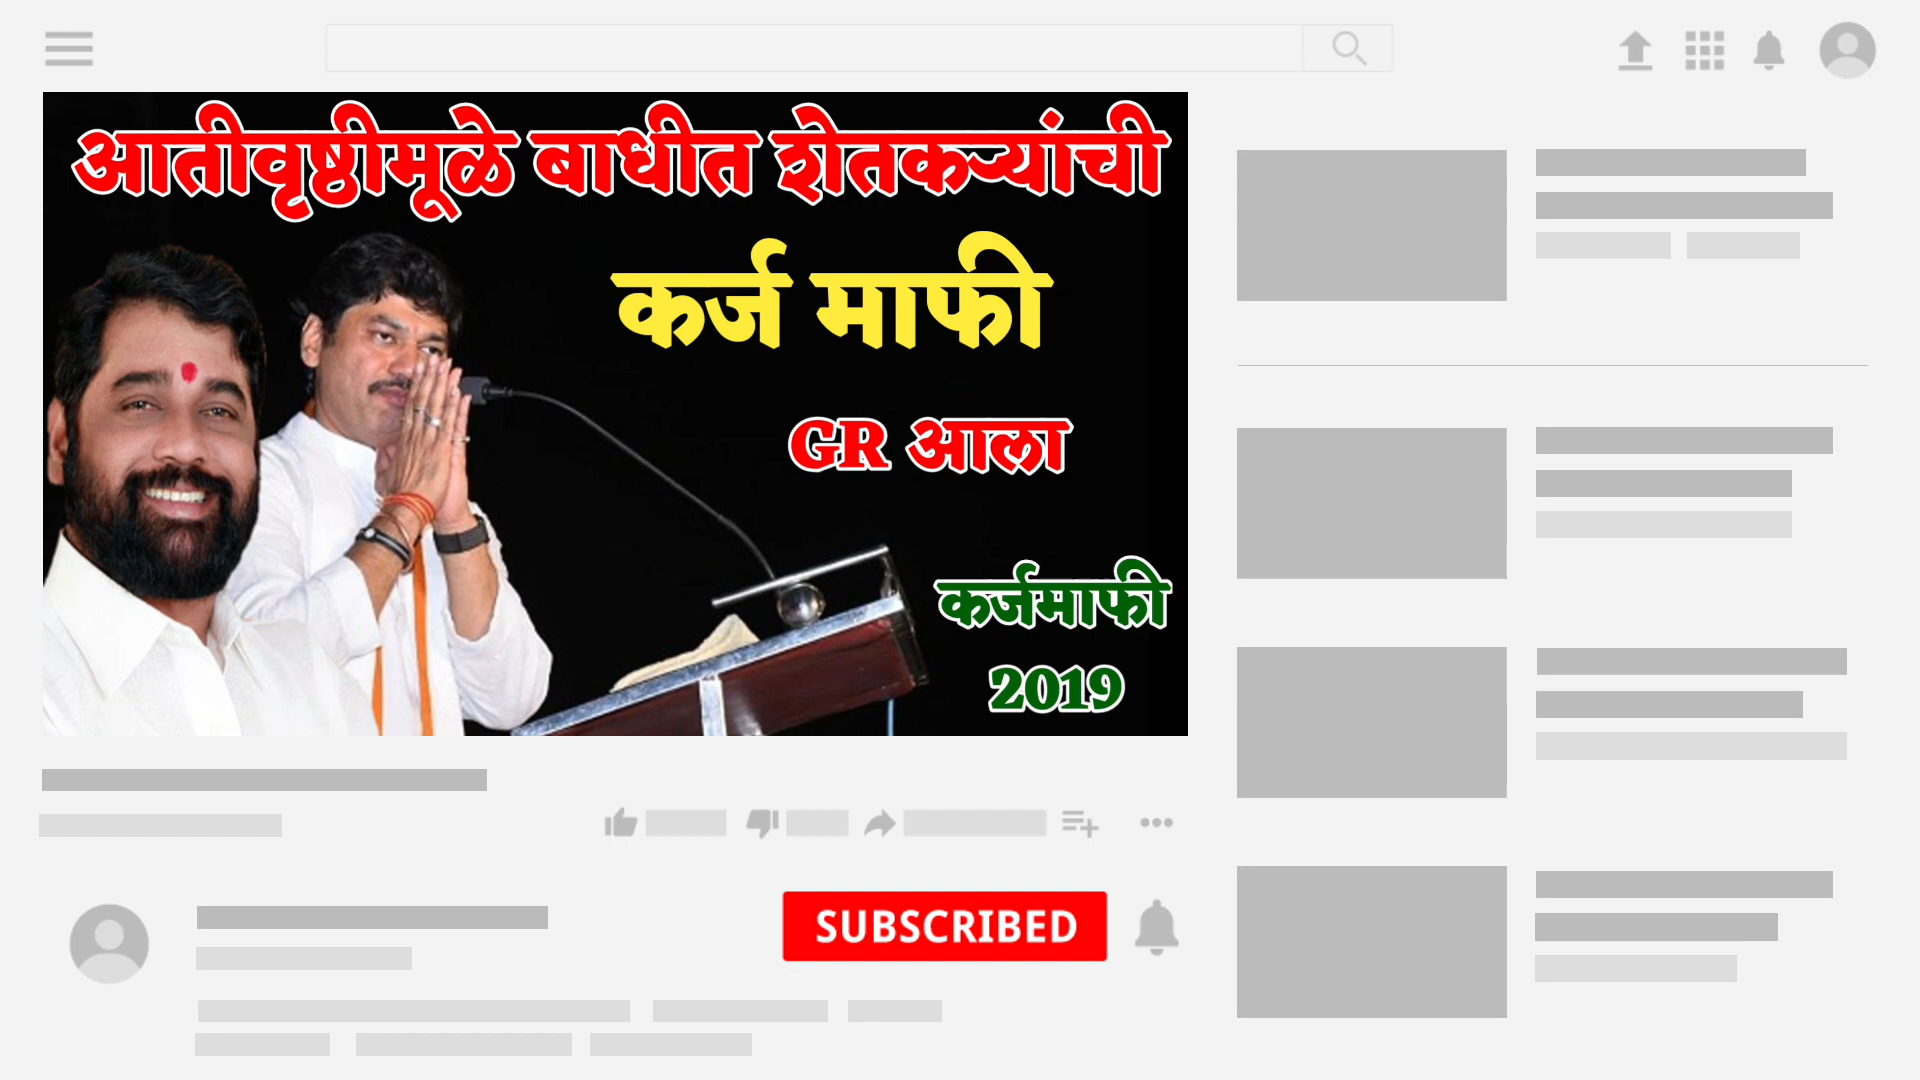 आतीवृष्ठीमूळे बाधीत शेतकऱ्यांची
कर्ज माफी
GR आला
कर्जमाफी
2019
SUBSCRIBED